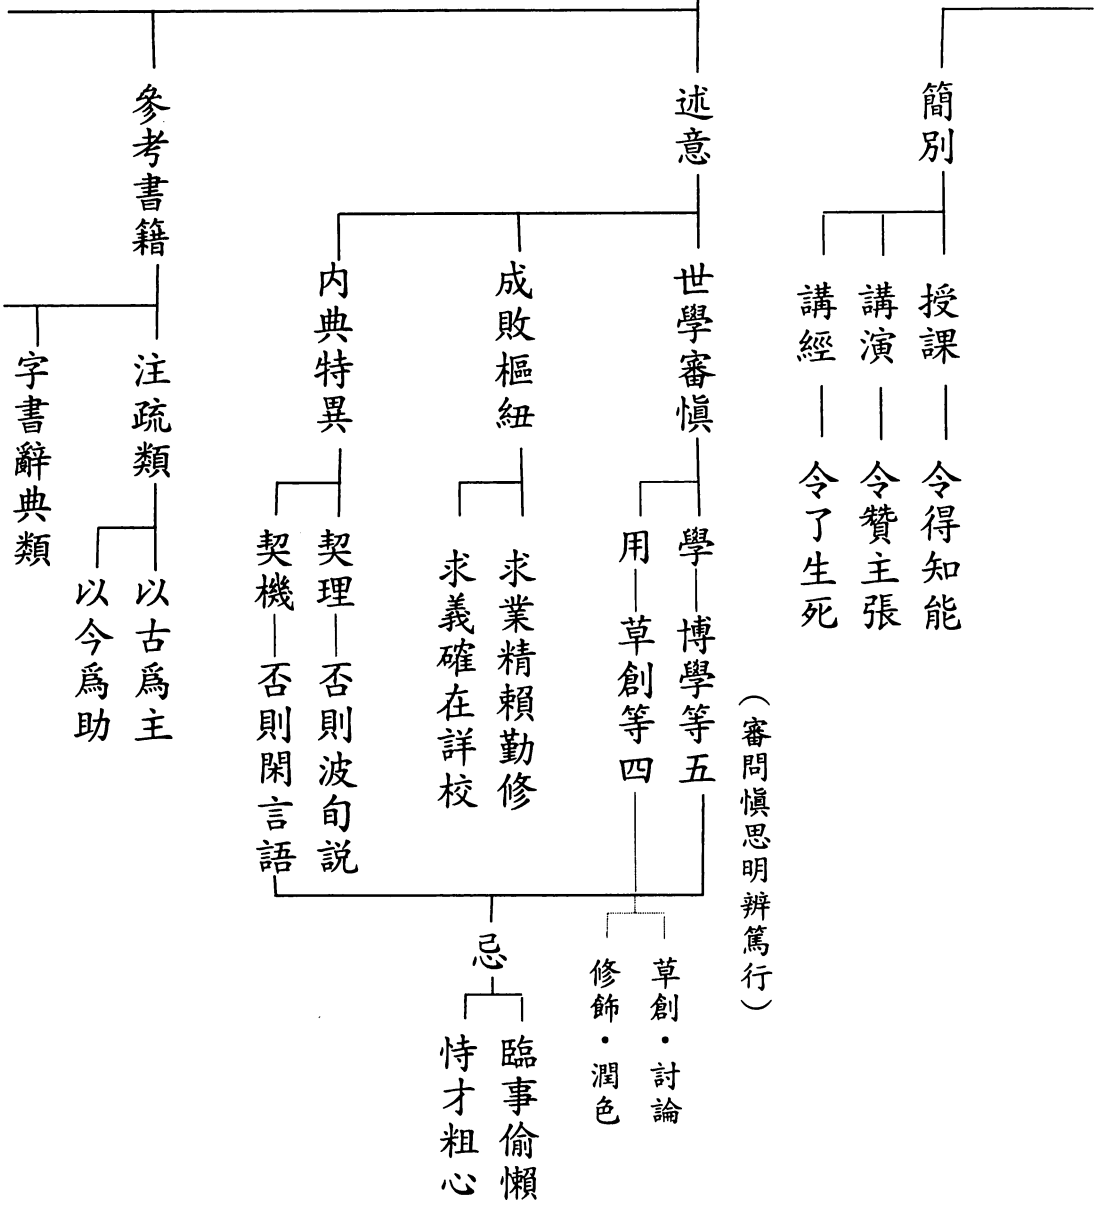 簡別
授課
令得知能
講演
令贊主張
講經
令了生死
述意
世學審愼
學
博學等五
（審問愼思明辨篤行）
用
草創等四
草創・討論
修飾・潤色
成敗樞紐
求業精賴勤修
求義確在詳校
內典特異
契理
否則波旬説
契機
否則閑言語
忌
臨事偷懶
恃才粗心
參考書籍
注疏類
以古爲主
以今爲助
字書辭典類